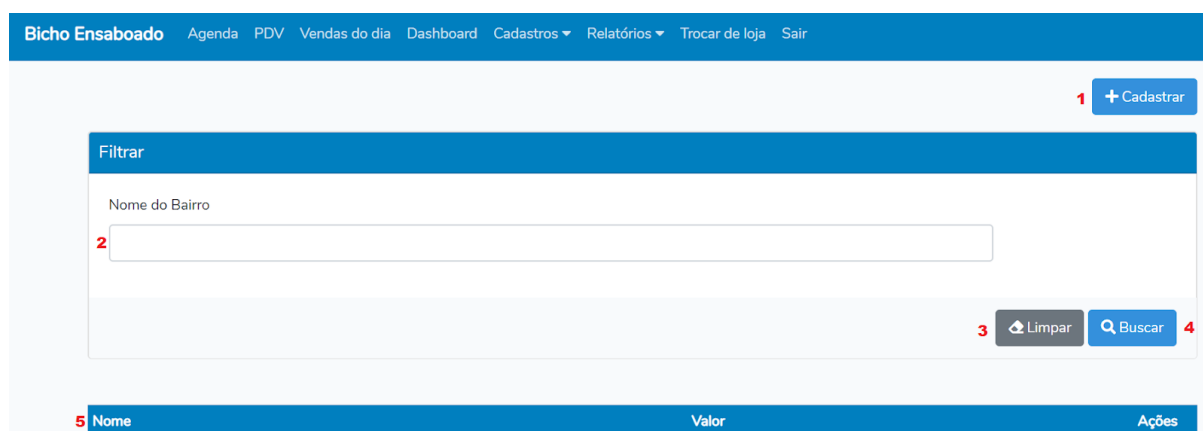 Bicho Ensaboado Agenda PDV Vendas do dia Dashboard Cadastros Relatórios Trocar de loja Sair
1 + Cadastrar
Filtrar
Nome do Bairro
2
3 Limpar Buscar 4
5 Nome Valor Ações